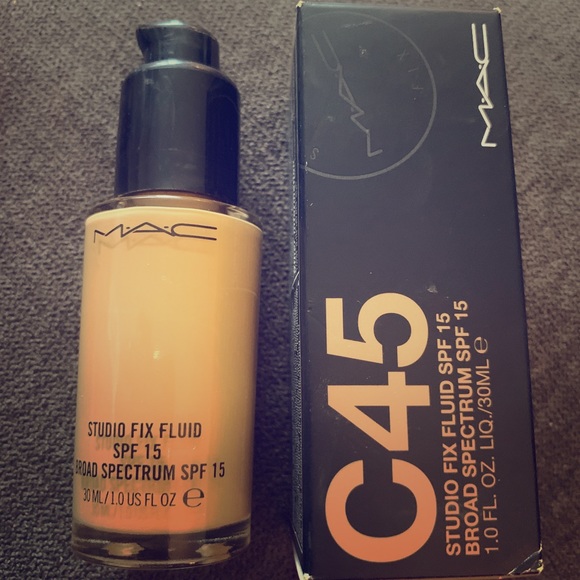 M·A·C
STUDIO FIX FLUID
SPF 15
BROAD SPECTRUM SPF 15
30 ML / 1.0 US FL OZ ℮
MAC
FIX
MAC
C45
STUDIO FIX FLUID SPF 15
BROAD SPECTRUM SPF 15
1.0 FL. OZ. LIQ./30ML ℮